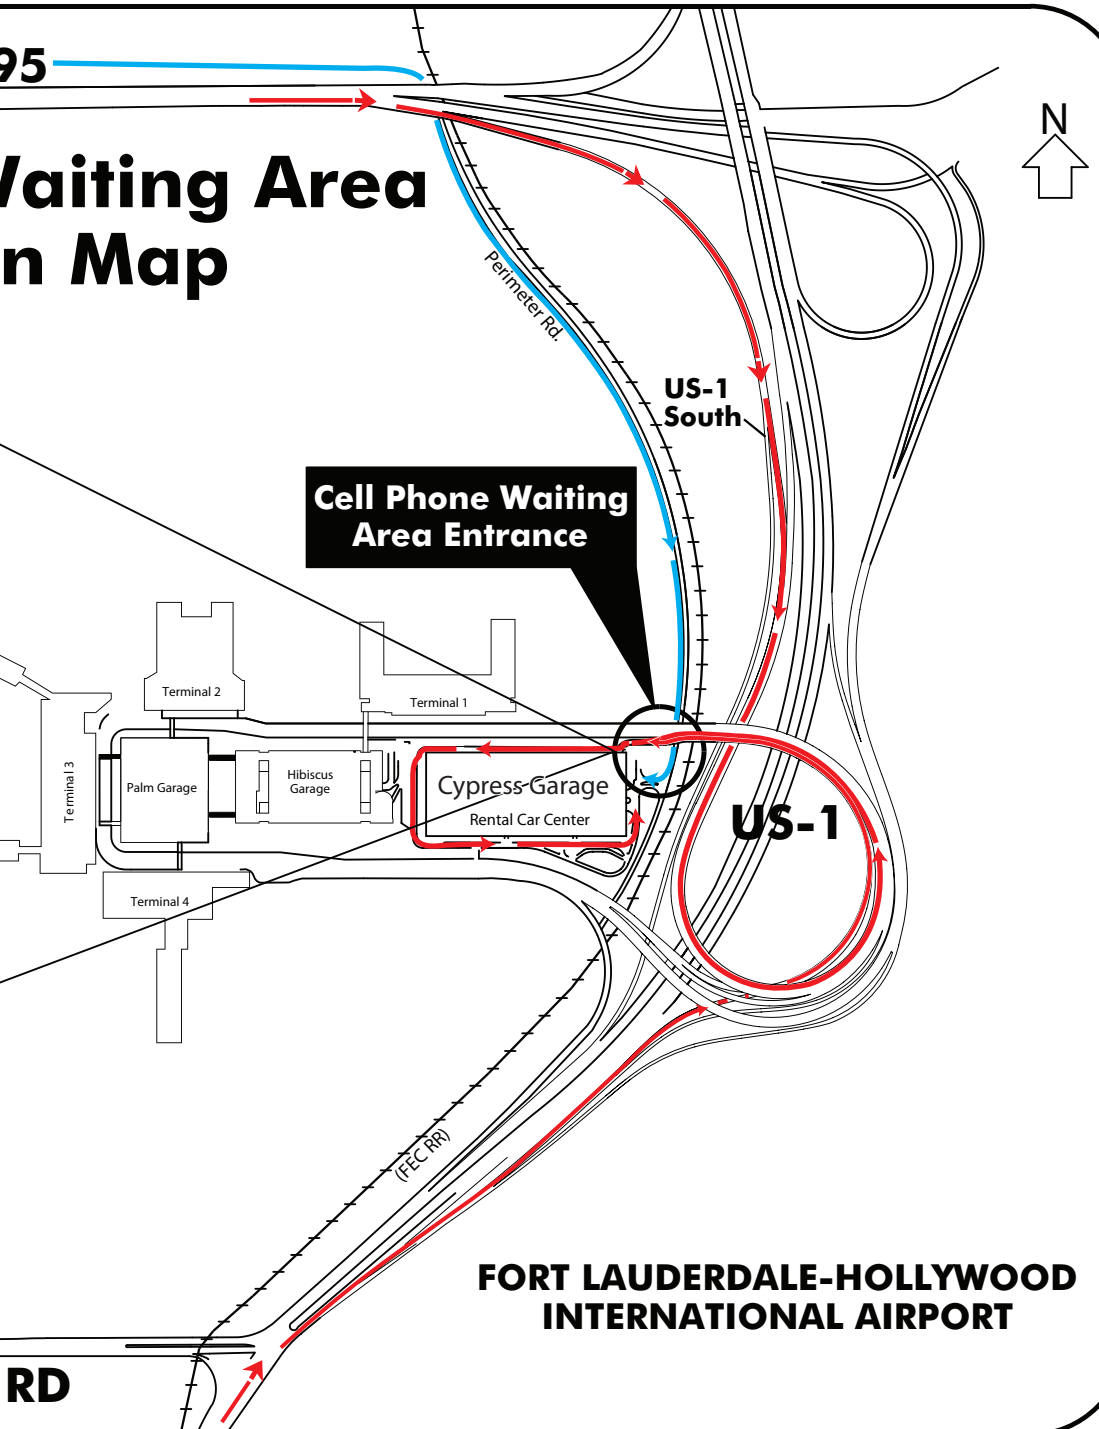 95
N
Waiting Area
n Map
Perimeter Rd.
US-1
South
Cell Phone Waiting
Area Entrance
Terminal 2
Terminal 1
Terminal 3
Palm Garage
Hibiscus
Garage
Cypress Garage
Rental Car Center
US-1
Terminal 4
(FEC RR)
FORT LAUDERDALE-HOLLYWOOD
INTERNATIONAL AIRPORT
RD